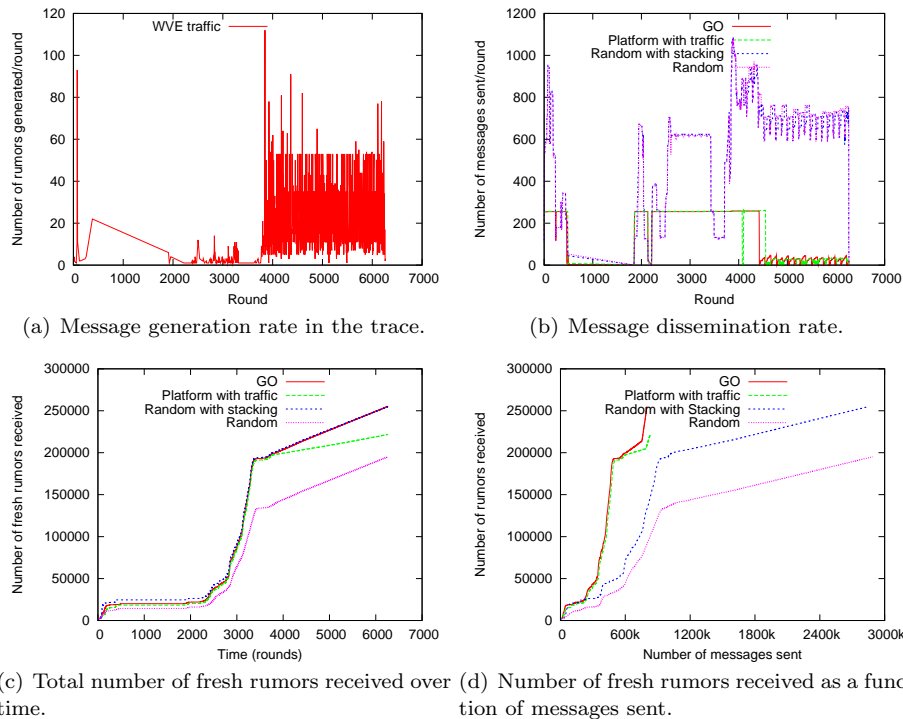 WVE traffic
120
100
80
60
40
20
0
0 1000 2000 3000 4000 5000 6000 7000
Number of rumors generated/round
Round
(a) Message generation rate in the trace.
GO
Platform with traffic
Random with stacking
Random
1200
1000
800
600
400
200
0
0 1000 2000 3000 4000 5000 6000 7000
Number of messages sent/round
Round
(b) Message dissemination rate.
GO
Platform with traffic
Random with stacking
Random
300000
250000
200000
150000
100000
50000
0
0 1000 2000 3000 4000 5000 6000 7000
Number of fresh rumors received
Time (rounds)
(c) Total number of fresh rumors received over
time.
GO
Platform with traffic
Random with Stacking
Random
300000
250000
200000
150000
100000
50000
0
0 600k 1200k 1800k 2400k 3000k
Number of rumors received
Number of messages sent
(d) Number of fresh rumors received as a func
tion of messages sent.